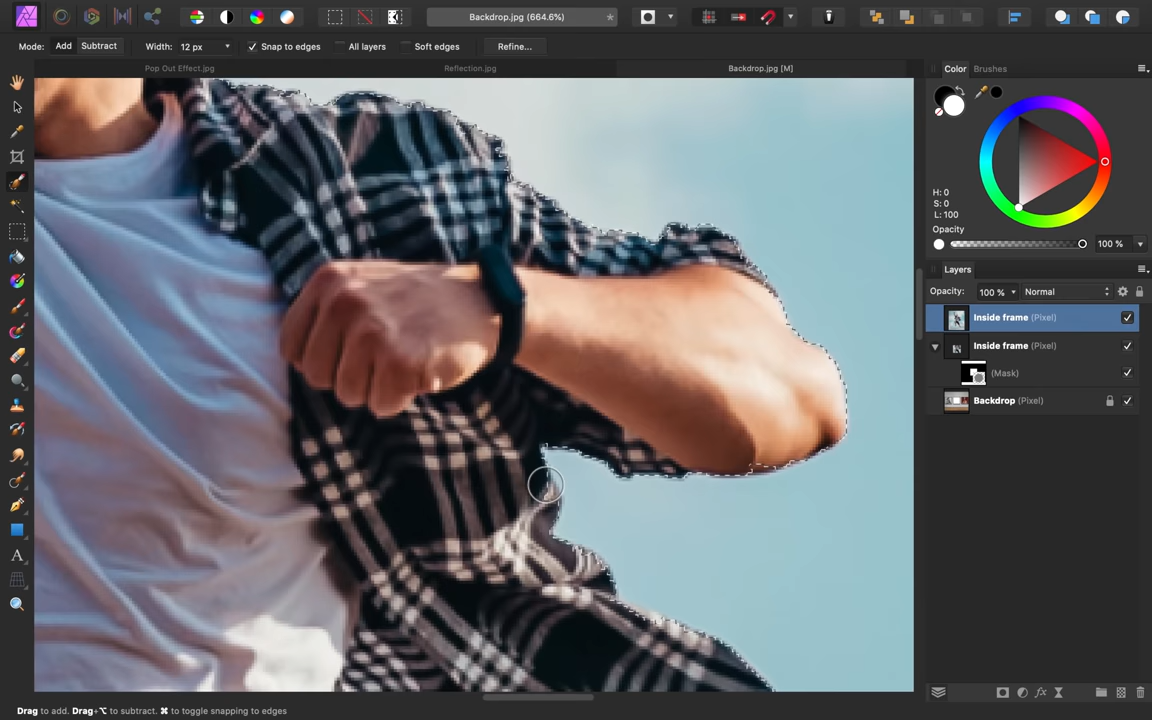 Backdrop.jpg (664.6%)
Mode: Add Subtract Width: 12 px Snap to edges All layers Soft edges Refine...
Pop Out Effect.jpg Reflection.jpg Backdrop.jpg [M]
Color Brushes
H: 0
S: 0
L: 100
Opacity
100 %
Layers
Opacity: 100 % Normal
Inside frame (Pixel)
Inside frame (Pixel)
(Mask)
Backdrop (Pixel)
A
fx
Drag to add. Drag+⌥ to subtract. ⌘ to toggle snapping to edges